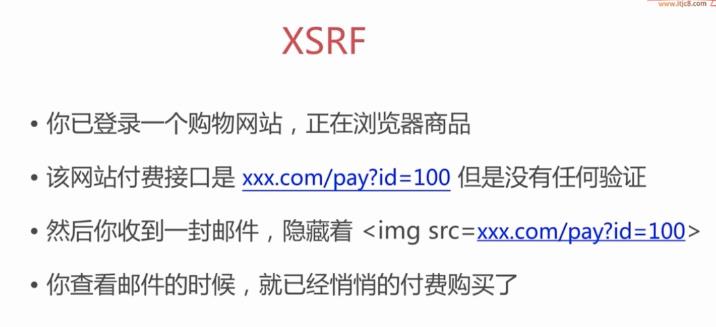 www.itjc8.com
XSRF
• 你已登录一个购物网站，正在浏览器商品
• 该网站付费接口是 xxx.com/pay?id=100 但是没有任何验证
• 然后你收到一封邮件，隐藏着 <img src=xxx.com/pay?id=100>
• 你查看邮件的时候，就已经悄悄的付费购买了